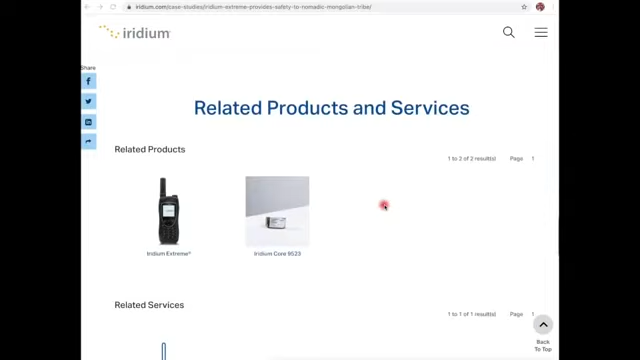 iridium.com/case-studies/iridium-extreme-provides-safety-to-nomadic-mongolian-tribe/
iridium
Share
Related Products and Services
Related Products
1 to 2 of 2 result(s) Page 1
Iridium Extreme®
Iridium Core 9523
Related Services
1 to 1 of 1 result(s) Page 1
Back
To Top